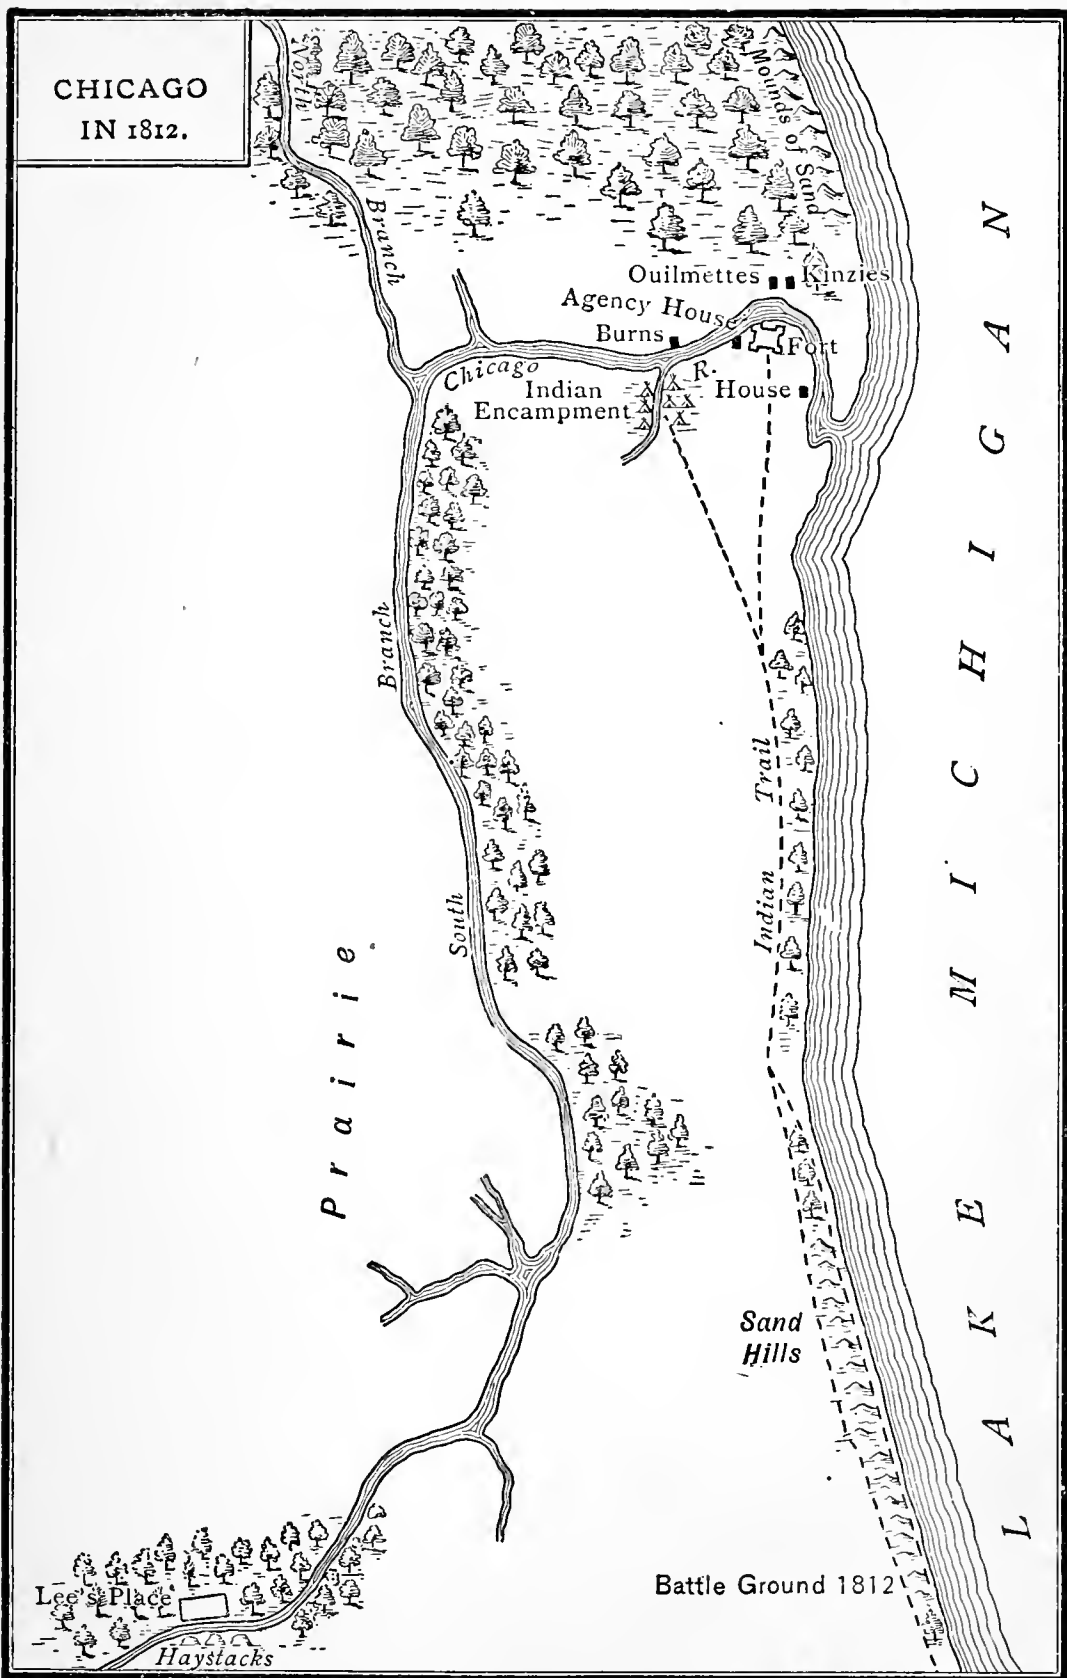 CHICAGO
IN 1812.
North
Branch
Mounds of Sand
Ouilmettes
Kinzies
Agency House
Burns
Fort
Chicago
R.
House
Indian
Encampment
Branch
South
Indian
Trail
Prairie
LAKE MICHIGAN
Sand
Hills
Battle Ground 1812
Lee's Place
Haystacks